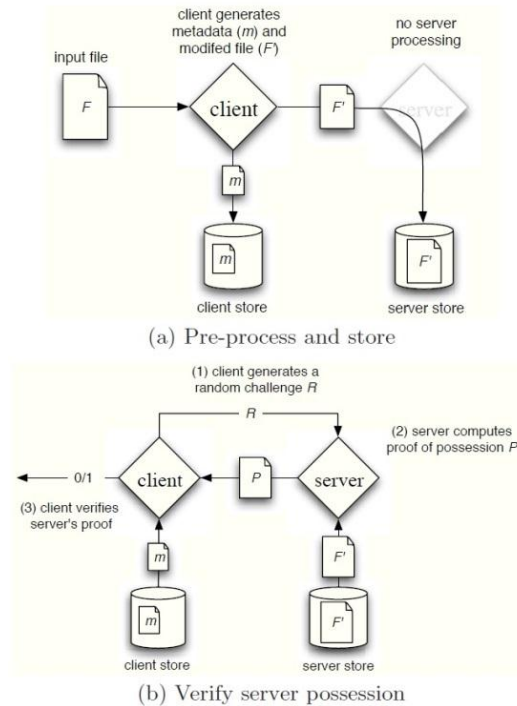 client generates
metadata (m) and
modifed file (F')
no server
processing
input file
F
client
F'
server
m
m
F'
client store
server store
(a) Pre-process and store
(1) client generates a
random challenge R
R
(2) server computes
proof of possession P
0/1
client
P
server
(3) client verifies
server's proof
m
F'
m
F'
client store
server store
(b) Verify server possession